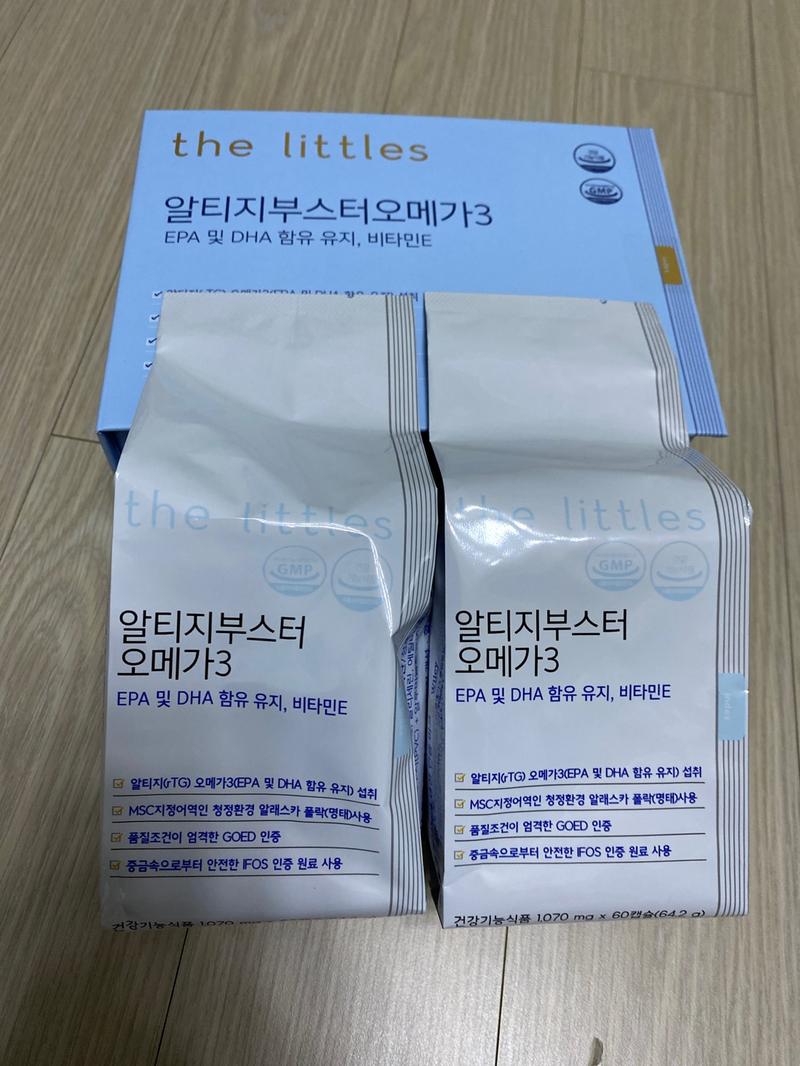 the littles
GMP
알티지부스터오메가3
EPA 및 DHA 함유 유지, 비타민E
the littles
GMP
알티지부스터
오메가3
EPA 및 DHA 함유 유지, 비타민E
알티지(rTG) 오메가3(EPA 및 DHA 함유 유지) 섭취
MSC지정어역인 청정환경 알래스카 폴락(명태)사용
품질조건이 엄격한 GOED 인증
중금속으로부터 안전한 IFOS 인증 원료 사용
건강기능식품 1,070 mg
the littles
GMP
알티지부스터
오메가3
EPA 및 DHA 함유 유지, 비타민E
알티지(rTG) 오메가3(EPA 및 DHA 함유 유지) 섭취
MSC지정어역인 청정환경 알래스카 폴락(명태)사용
품질조건이 엄격한 GOED 인증
중금속으로부터 안전한 IFOS 인증 원료 사용
건강기능식품 1,070 mg x 60캡슐(64.2 g)